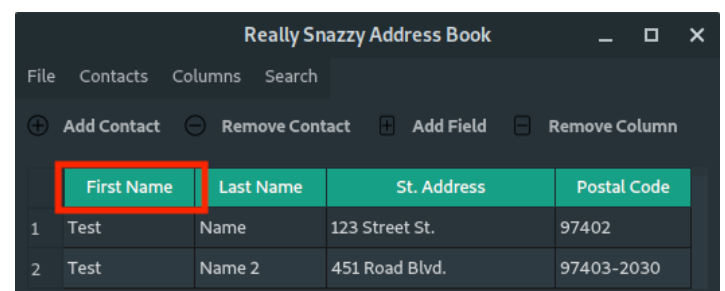 Really Snazzy Address Book
File Contacts Columns Search
Add Contact Remove Contact Add Field Remove Column
First Name Last Name St. Address Postal Code
1 Test Name 123 Street St. 97402
2 Test Name 2 451 Road Blvd. 97403-2030